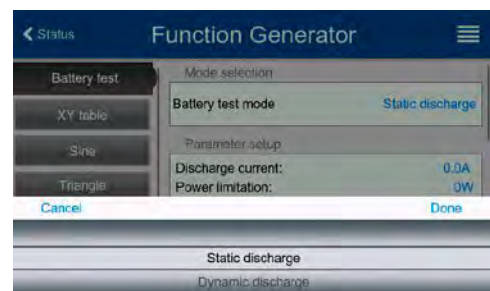 Status
Function Generator
Battery test
Mode selection
Battery test mode
Static discharge
XY table
Sine
Parameter setup
Discharge current:
0.0A
Triangle
Power limitation:
0W
Cancel
Done
Static discharge
Dynamic discharge